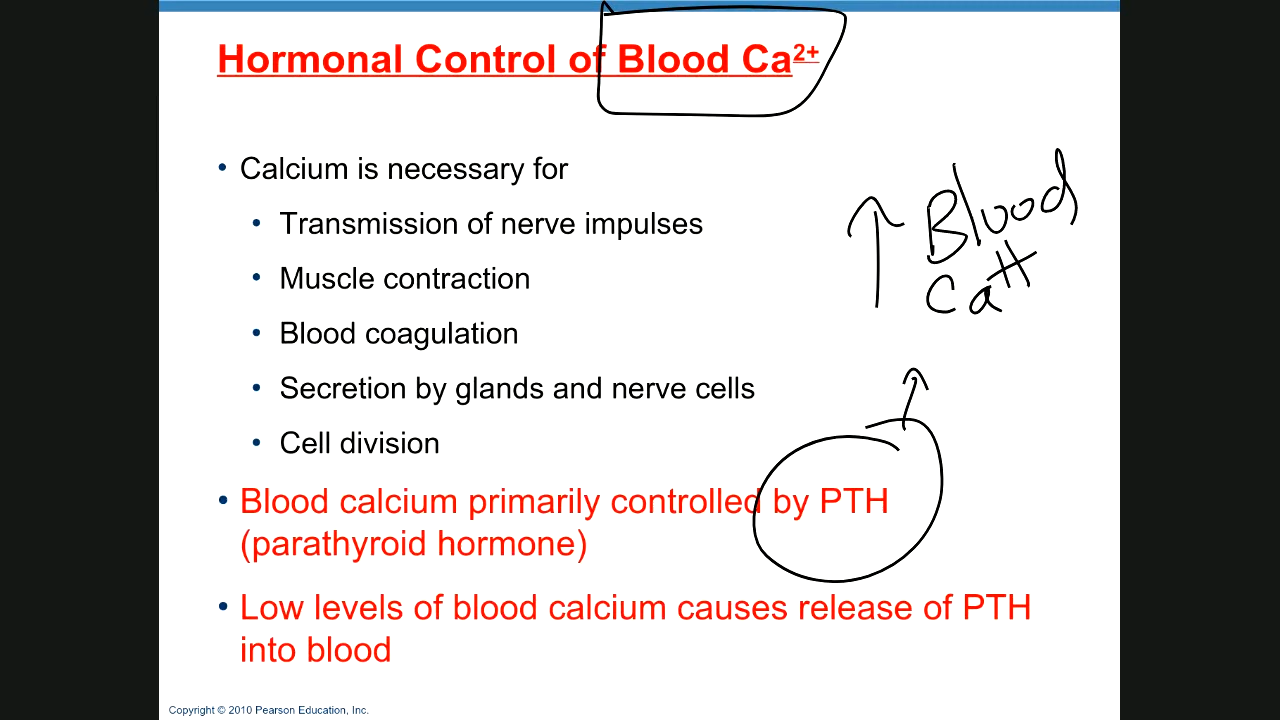 Hormonal Control of Blood Ca²⁺
• Calcium is necessary for
• Transmission of nerve impulses
• Muscle contraction
• Blood coagulation
• Secretion by glands and nerve cells
• Cell division
• Blood calcium primarily controlled by PTH
(parathyroid hormone)
• Low levels of blood calcium causes release of PTH
into blood
↑ Blood
Ca⁺⁺
Copyright © 2010 Pearson Education, Inc.